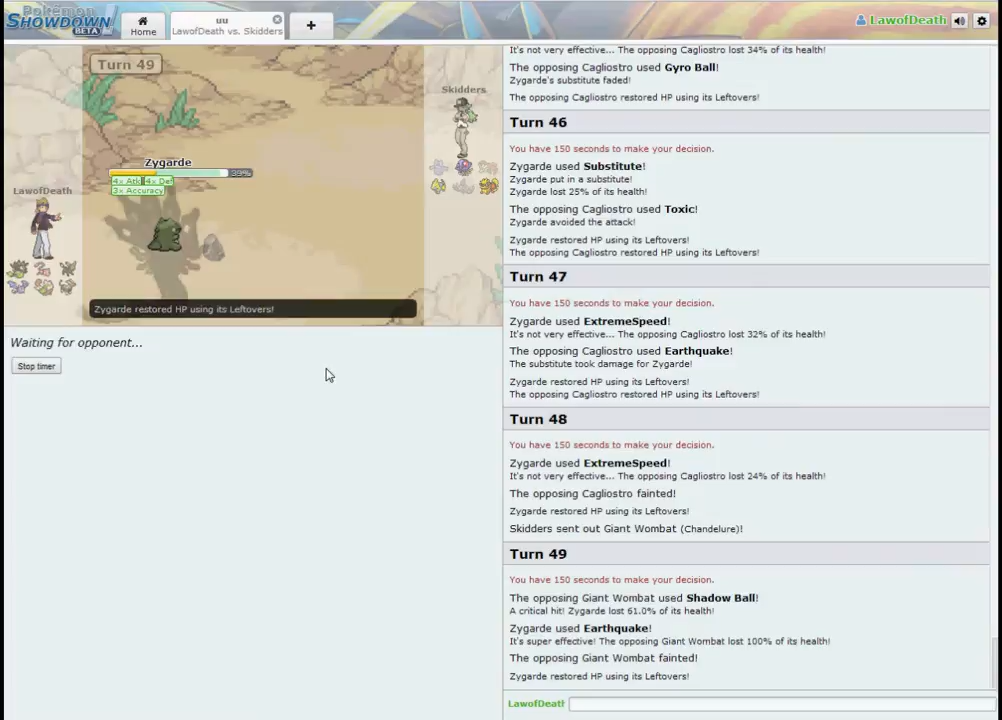 Pokémon
SHOWDOWN!
BETA
Home
uu
LawofDeath vs. Skidders
+
LawofDeath
Turn 49
Skidders
Zygarde
39%
4x Atk 4x Def
3x Accuracy
LawofDeath
Zygarde restored HP using its Leftovers!
Waiting for opponent...
Stop timer
It's not very effective... The opposing Cagliostro lost 34% of its health!
The opposing Cagliostro used Gyro Ball!
Zygarde's substitute faded!
The opposing Cagliostro restored HP using its Leftovers!
Turn 46
You have 150 seconds to make your decision.
Zygarde used Substitute!
Zygarde put in a substitute!
Zygarde lost 25% of its health!
The opposing Cagliostro used Toxic!
Zygarde avoided the attack!
Zygarde restored HP using its Leftovers!
The opposing Cagliostro restored HP using its Leftovers!
Turn 47
You have 150 seconds to make your decision.
Zygarde used ExtremeSpeed!
It's not very effective... The opposing Cagliostro lost 32% of its health!
The opposing Cagliostro used Earthquake!
The substitute took damage for Zygarde!
Zygarde restored HP using its Leftovers!
The opposing Cagliostro restored HP using its Leftovers!
Turn 48
You have 150 seconds to make your decision.
Zygarde used ExtremeSpeed!
It's not very effective... The opposing Cagliostro lost 24% of its health!
The opposing Cagliostro fainted!
Zygarde restored HP using its Leftovers!
Skidders sent out Giant Wombat (Chandelure)!
Turn 49
You have 150 seconds to make your decision.
The opposing Giant Wombat used Shadow Ball!
A critical hit! Zygarde lost 61.0% of its health!
Zygarde used Earthquake!
It's super effective! The opposing Giant Wombat lost 100% of its health!
The opposing Giant Wombat fainted!
Zygarde restored HP using its Leftovers!
LawofDeath